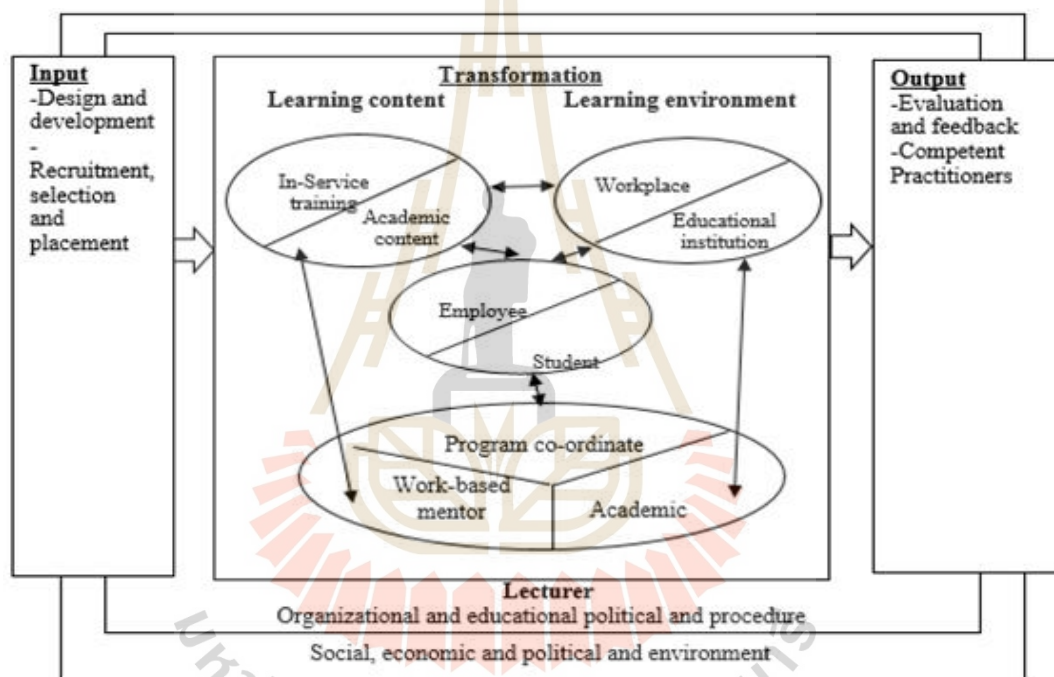 Input
-Design and
development
-
Recruitment,
selection
and
placement
Transformation
Learning content
Learning environment
In-Service
training
Academic
content
Workplace
Educational
institution
Employee
Student
Program co-ordinate
Work-based
mentor
Academic
Output
-Evaluation
and feedback
-Competent
Practitioners
Lecturer
Organizational and educational political and procedure
Social, economic and political and environment